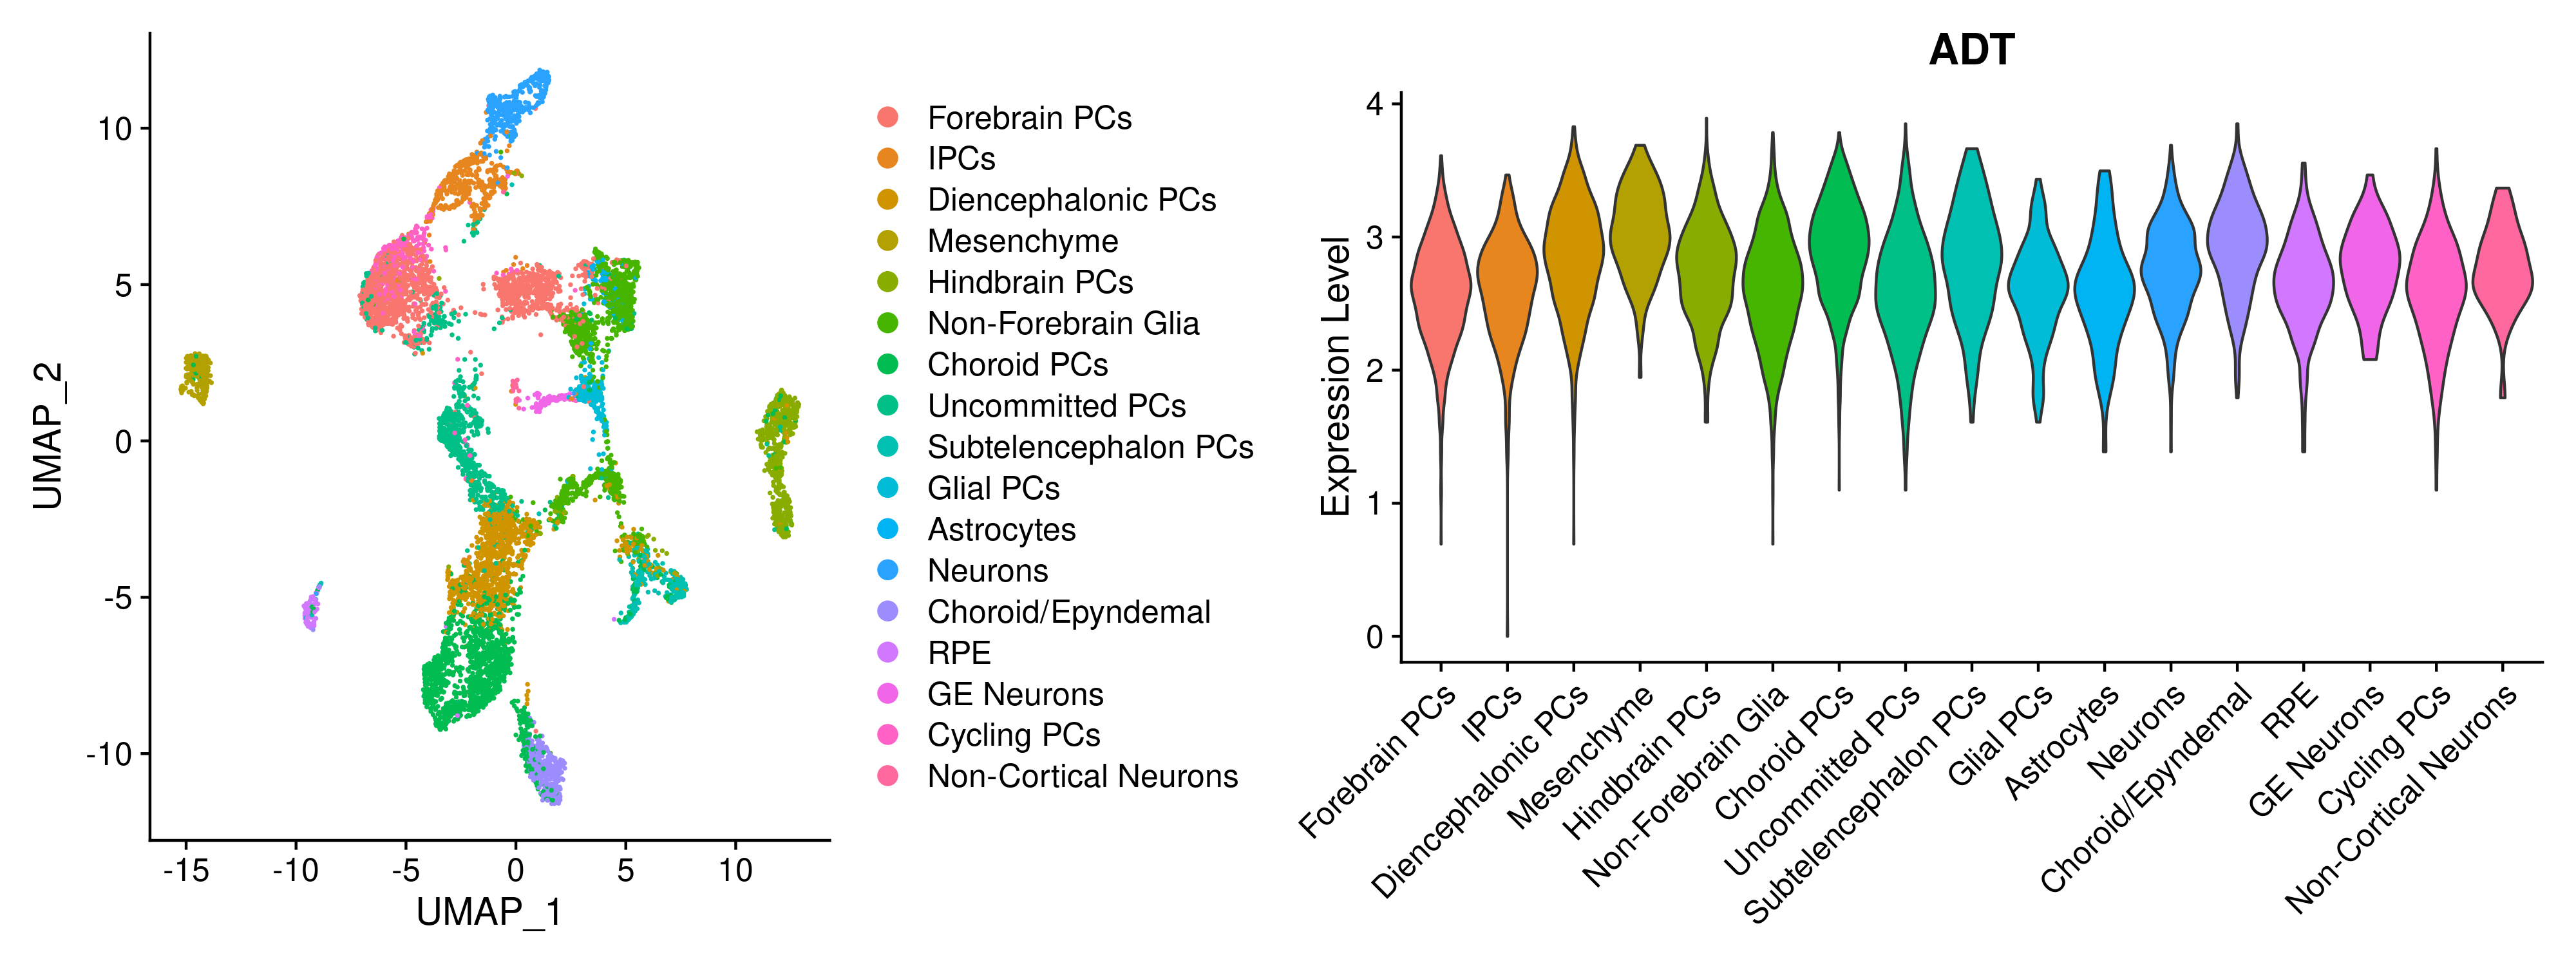 10
5
0
-5
-10
UMAP_2
-15 -10 -5 0 5 10
UMAP_1
Forebrain PCs
IPCs
Diencephalonic PCs
Mesenchyme
Hindbrain PCs
Non-Forebrain Glia
Choroid PCs
Uncommitted PCs
Subtelencephalon PCs
Glial PCs
Astrocytes
Neurons
Choroid/Epyndemal
RPE
GE Neurons
Cycling PCs
Non-Cortical Neurons
ADT
4
3
2
1
0
Expression Level
Forebrain PCs
IPCs
Diencephalonic PCs
Mesenchyme
Hindbrain PCs
Non-Forebrain Glia
Choroid PCs
Uncommitted PCs
Subtelencephalon PCs
Glial PCs
Astrocytes
Neurons
Choroid/Epyndemal
RPE
GE Neurons
Cycling PCs
Non-Cortical Neurons